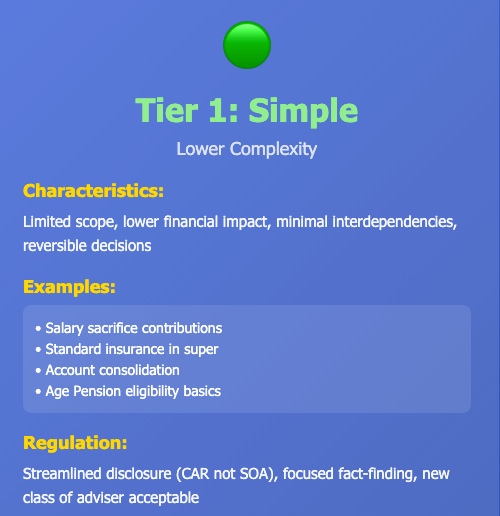 Tier 1: Simple
Lower Complexity
Characteristics:
Limited scope, lower financial impact, minimal interdependencies,
reversible decisions
Examples:
• Salary sacrifice contributions
• Standard insurance in super
• Account consolidation
• Age Pension eligibility basics
Regulation:
Streamlined disclosure (CAR not SOA), focused fact-finding, new
class of adviser acceptable